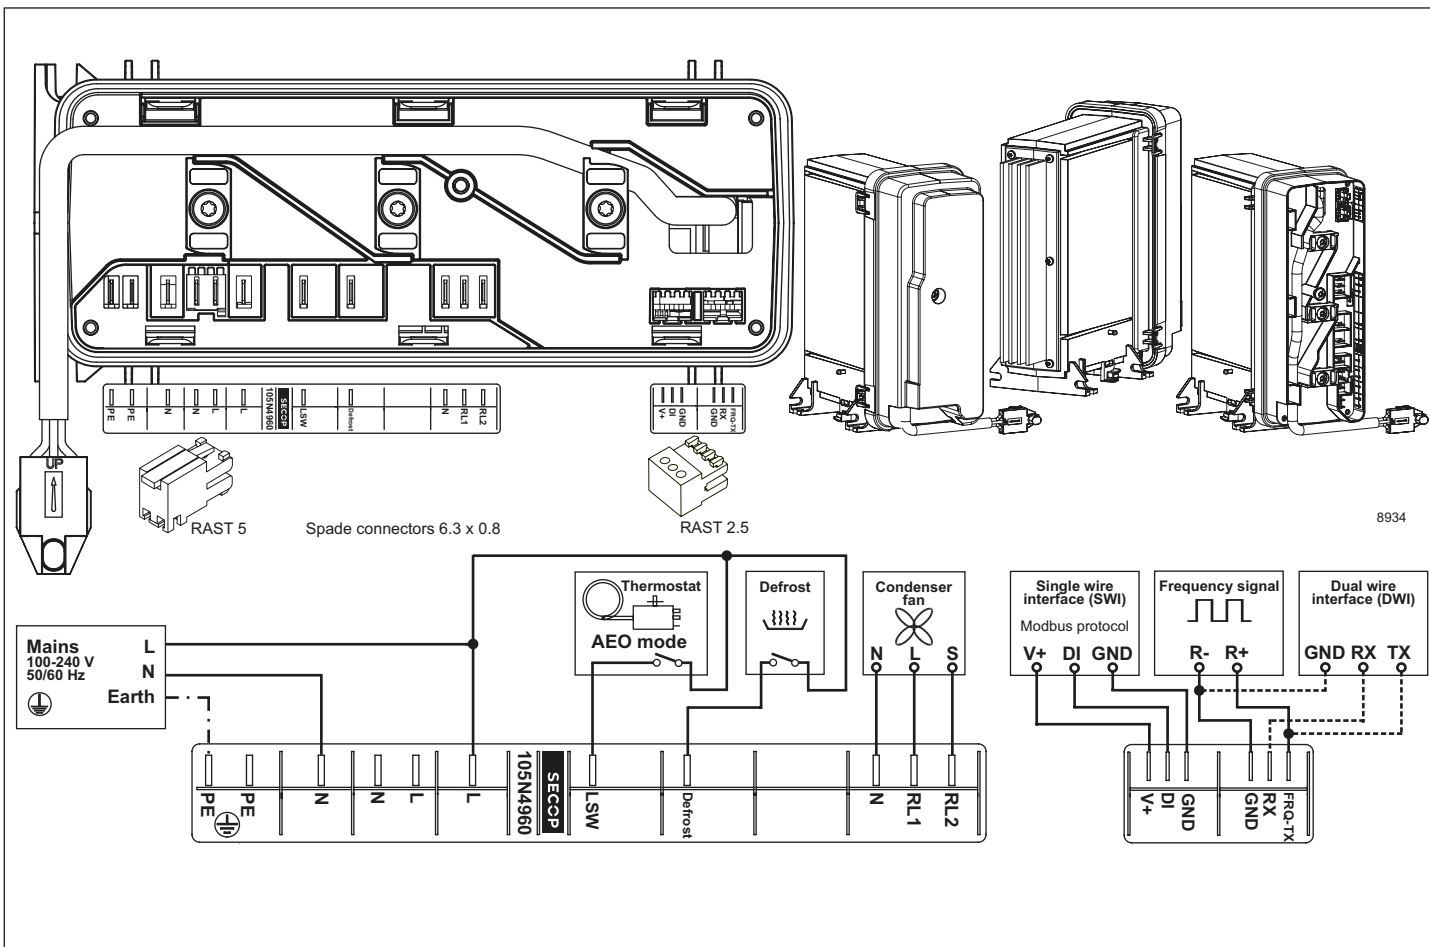 PE
PE
N
N
L
L
105N4960
SECOP
LSW
Defrost
N
RL1
RL2
V+
DI
GND
GND
RX
FRQ-TX
UP
RAST 5
Spade connectors 6.3 x 0.8
RAST 2.5
8934
Mains
100-240 V
50/60 Hz
L
N
Earth
Thermostat
AEO mode
Defrost
Condenser
fan
N
L
S
Single wire
interface (SWI)
Modbus protocol
V+
DI
GND
Frequency signal
R-
R+
Dual wire
interface (DWI)
GND
RX
TX
PE
PE
N
N
L
L
105N4960
SECOP
LSW
Defrost
N
RL1
RL2
V+
DI
GND
GND
RX
FRQ-TX